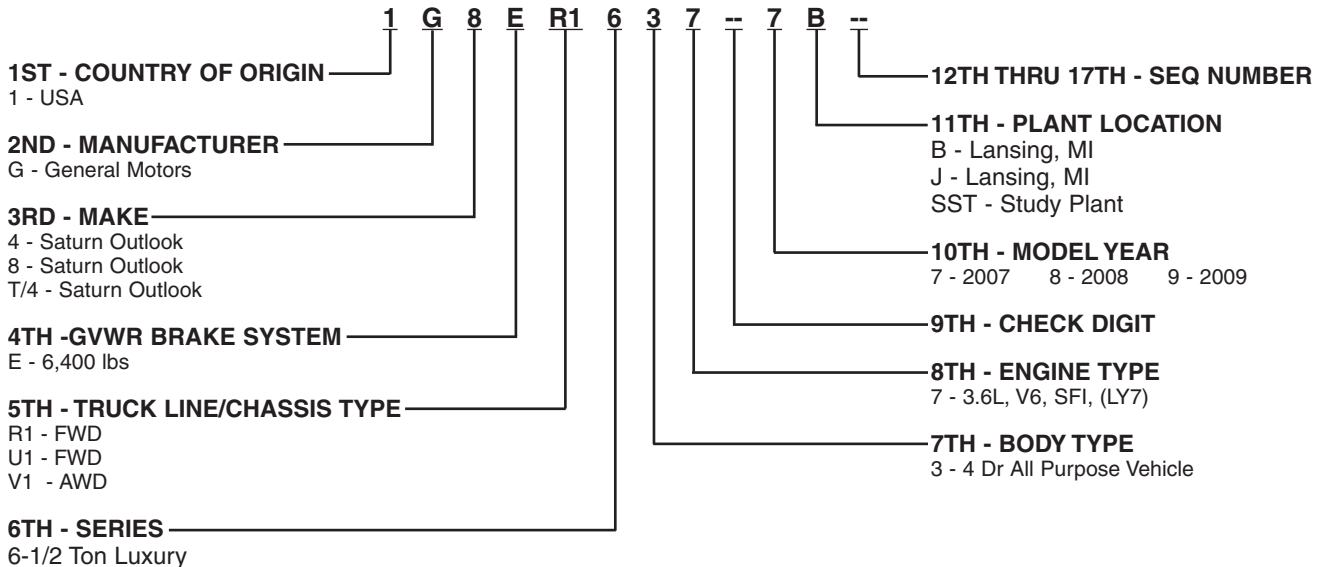 1 G 8 E R1 6 3 7 -- 7 B --
1ST - COUNTRY OF ORIGIN
1 - USA
2ND - MANUFACTURER
G - General Motors
3RD - MAKE
4 - Saturn Outlook
8 - Saturn Outlook
T/4 - Saturn Outlook
4TH -GVWR BRAKE SYSTEM
E - 6,400 lbs
5TH - TRUCK LINE/CHASSIS TYPE
R1 - FWD
U1 - FWD
V1 - AWD
6TH - SERIES
6-1/2 Ton Luxury
12TH THRU 17TH - SEQ NUMBER
11TH - PLANT LOCATION
B - Lansing, MI
J - Lansing, MI
SST - Study Plant
10TH - MODEL YEAR
7 - 2007 8 - 2008 9 - 2009
9TH - CHECK DIGIT
8TH - ENGINE TYPE
7 - 3.6L, V6, SFI, (LY7)
7TH - BODY TYPE
3 - 4 Dr All Purpose Vehicle